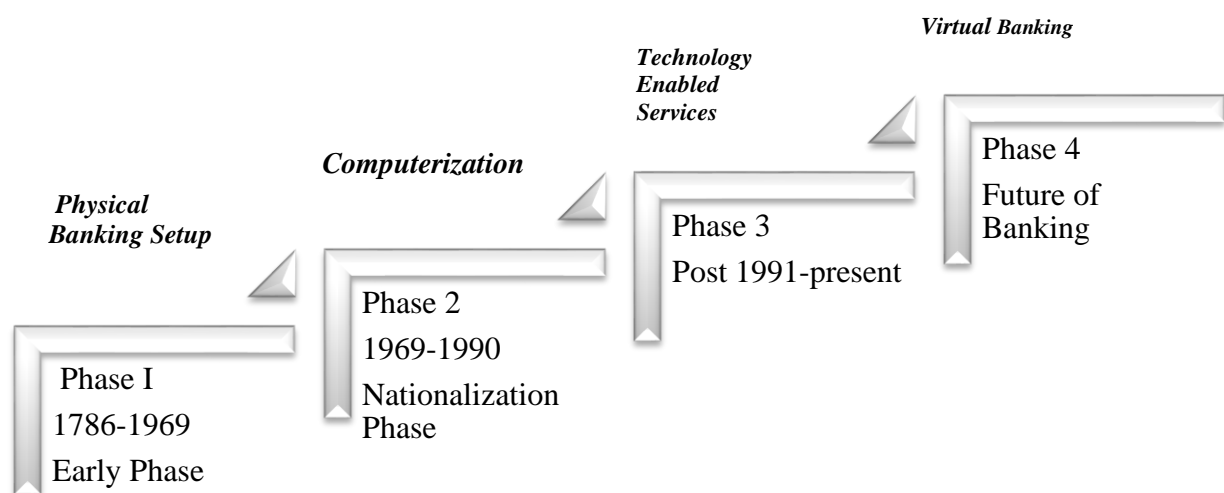 Physical
Banking Setup
Phase I
1786-1969
Early Phase
Computerization
Phase 2
1969-1990
Nationalization
Phase
Technology
Enabled
Services
Phase 3
Post 1991-present
Virtual Banking
Phase 4
Future of
Banking